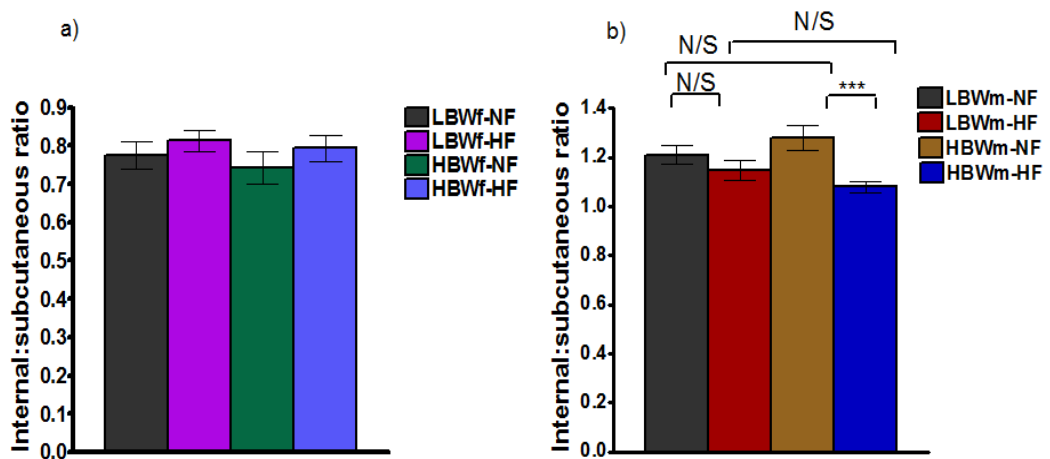 a)
Internal:subcutaneous ratio
0.9
0.8
0.7
0.6
0.5
0.4
0.3
0.2
0.1
0.0
LBWf-NF
LBWf-HF
HBWf-NF
HBWf-HF
b)
N/S
N/S
N/S
***
Internal:subcutaneous ratio
1.4
1.2
1.0
0.8
0.6
0.4
0.2
0.0
LBWm-NF
LBWm-HF
HBWm-NF
HBWm-HF